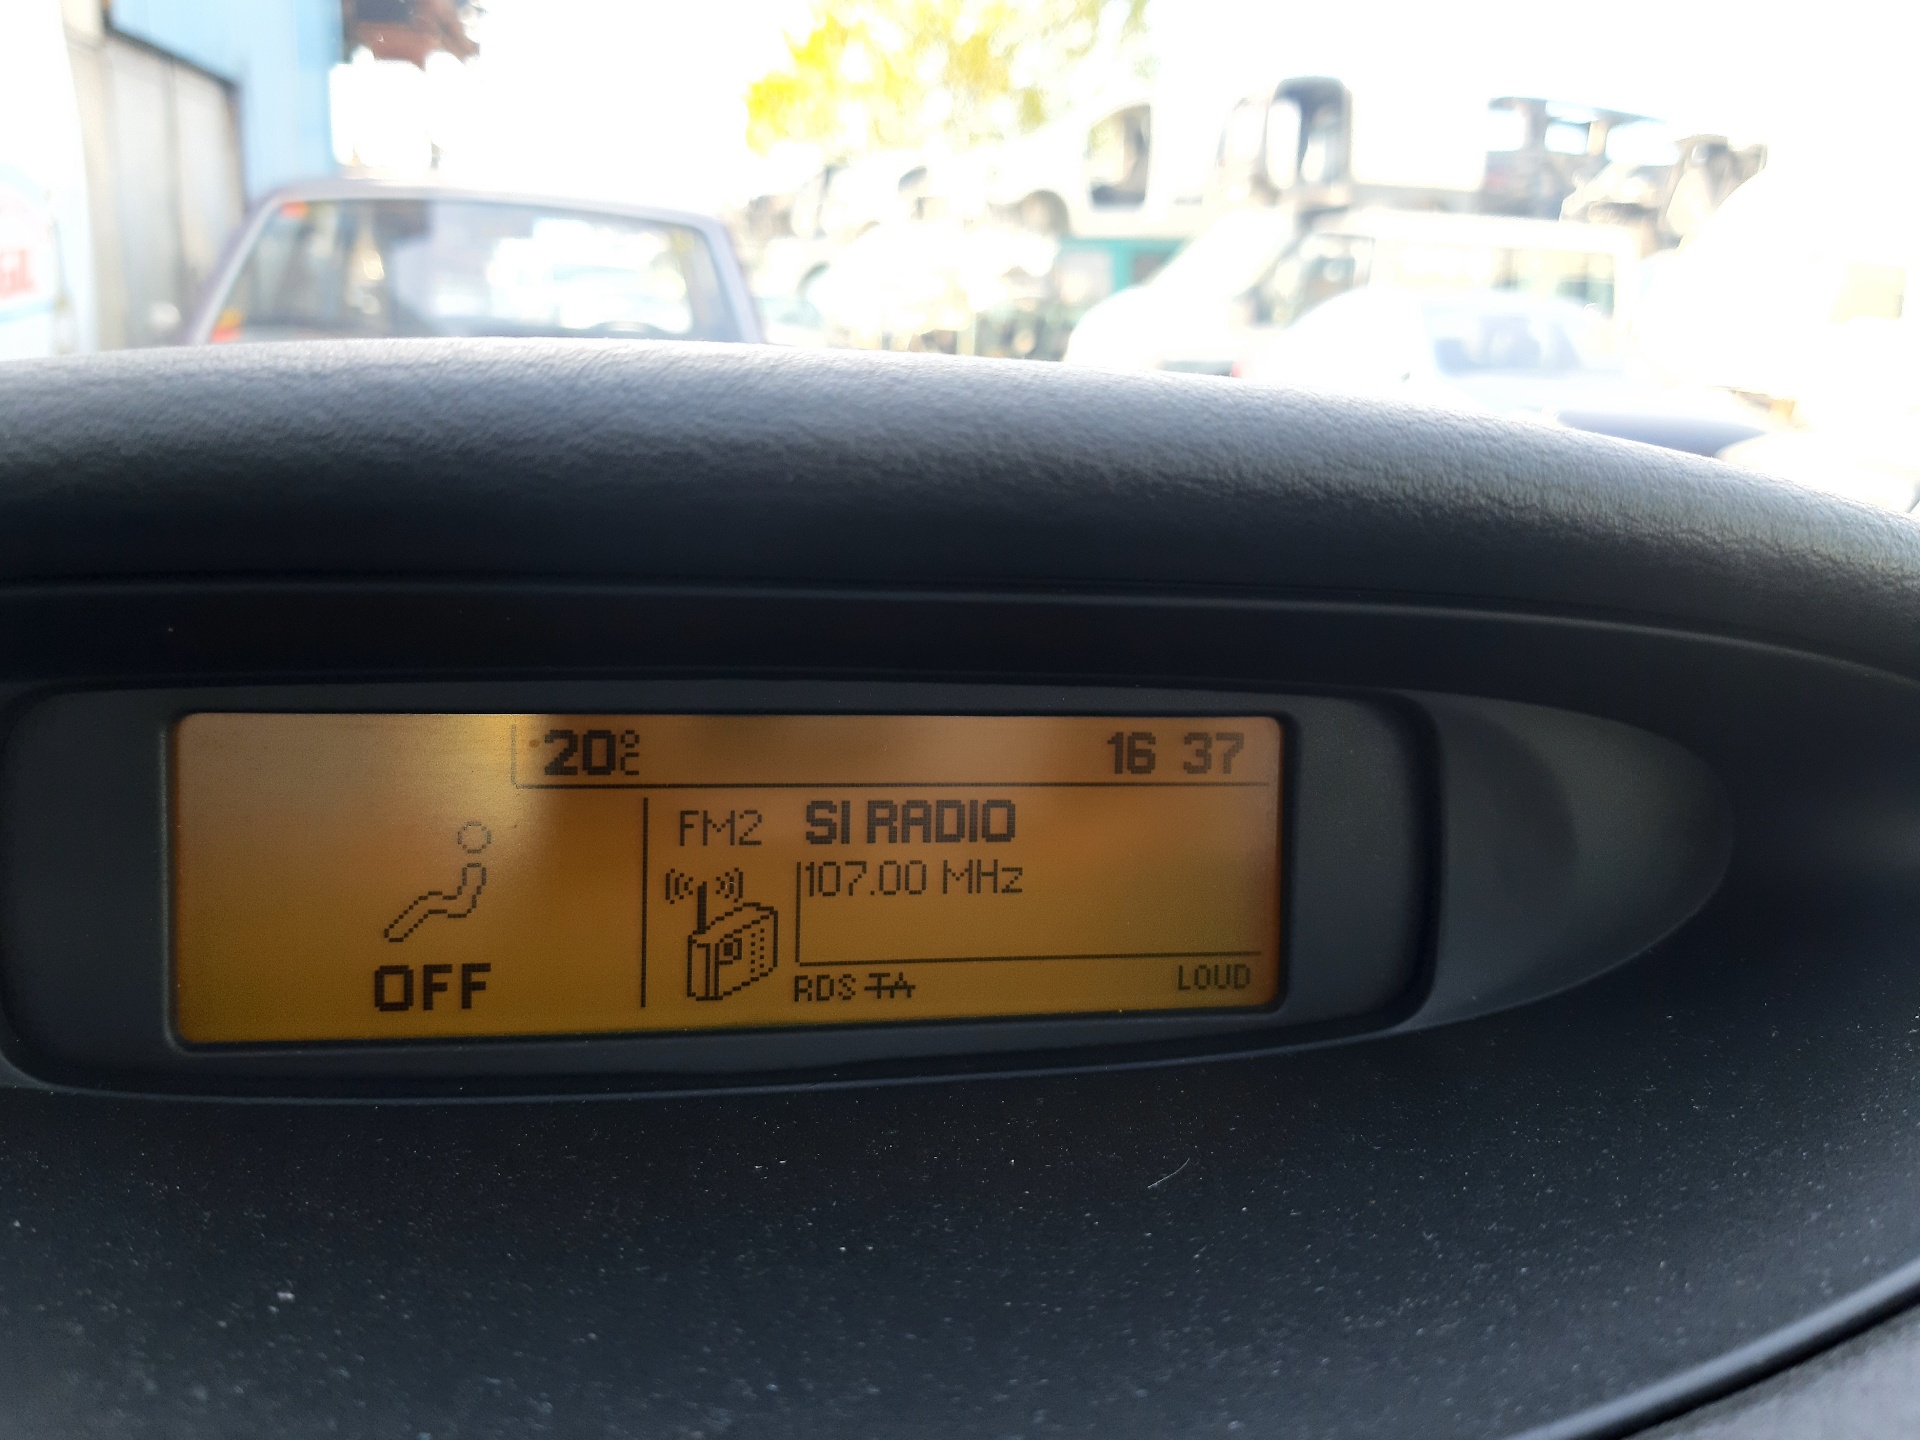 20°C 16 37
FM2 SI RADIO
107.00 MHz
OFF
RDS TA LOUD